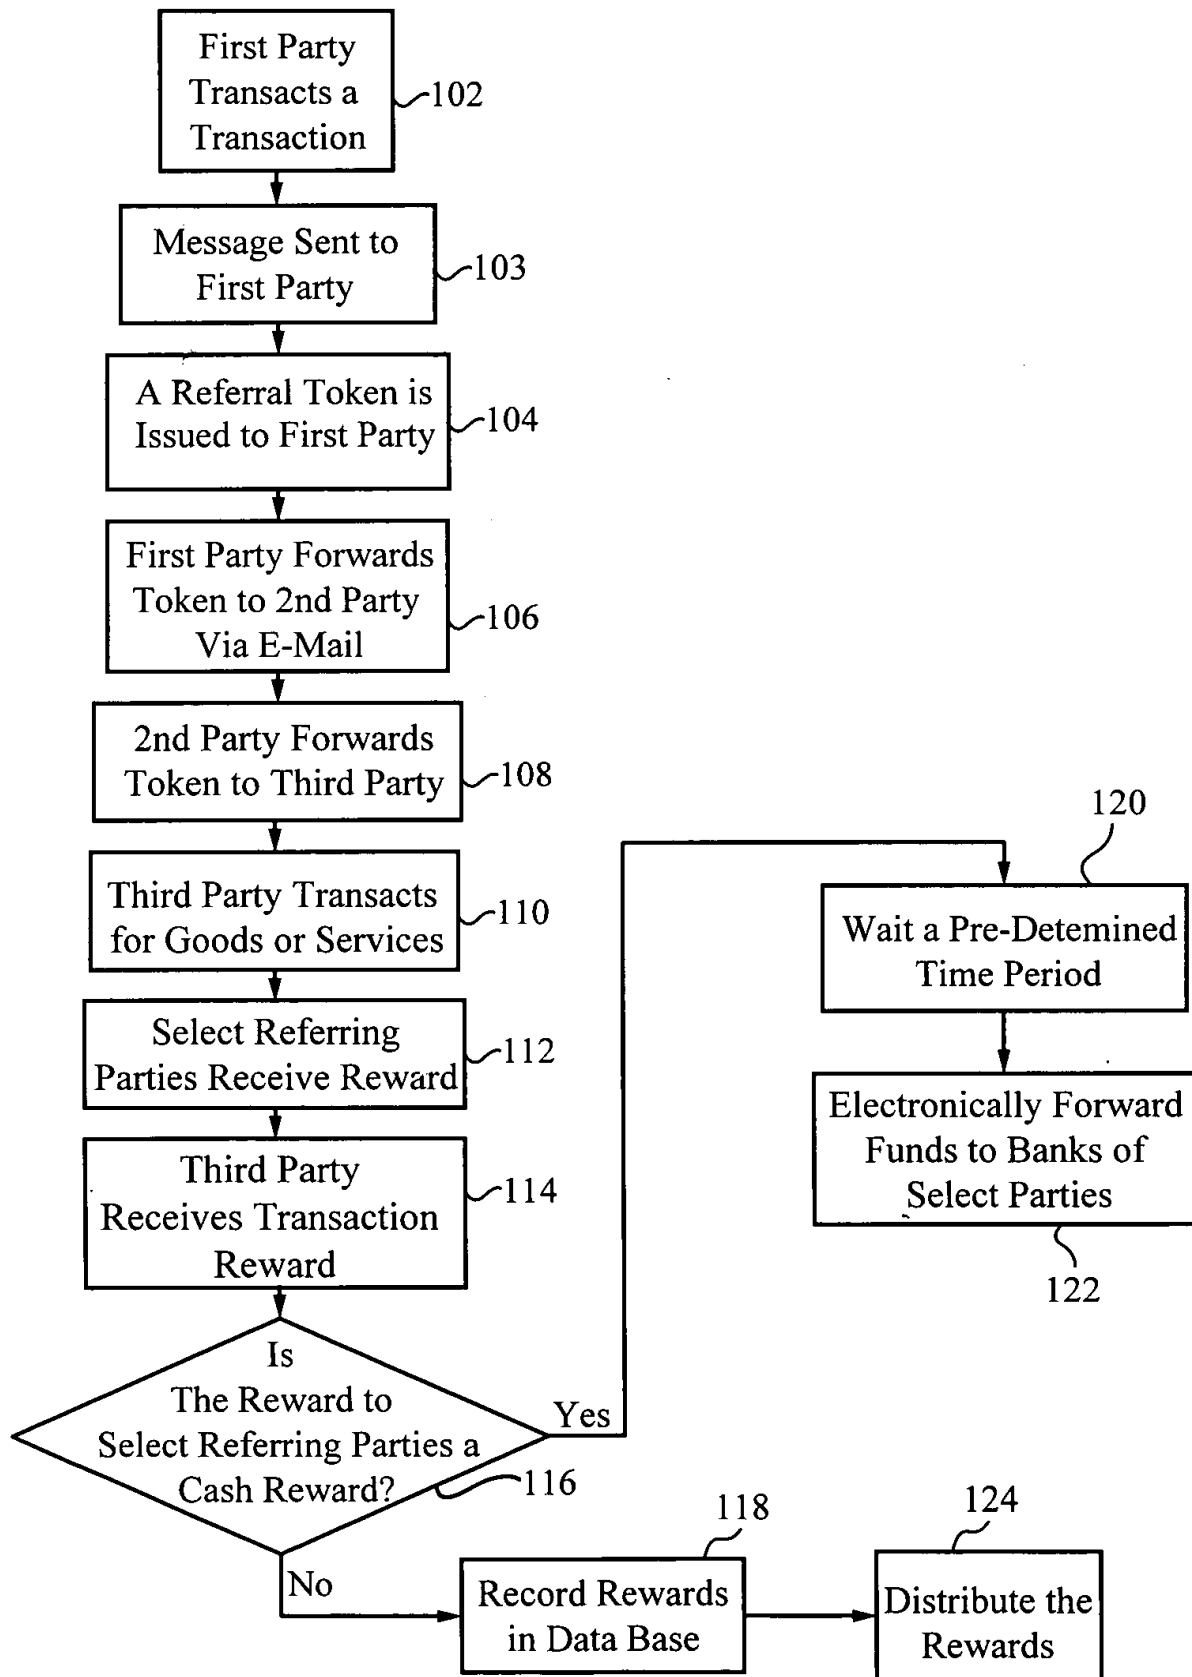 First Party
Transacts a
Transaction
102
Message Sent to
First Party
103
A Referral Token is
Issued to First Party
104
First Party Forwards
Token to 2nd Party
Via E-Mail
106
2nd Party Forwards
Token to Third Party
108
Third Party Transacts
for Goods or Services
110
Select Referring
Parties Receive Reward
112
Third Party
Receives Transaction
Reward
114
Is
The Reward to
Select Referring Parties a
Cash Reward?
116
Yes
120
Wait a Pre-Detemined
Time Period
Electronically Forward
Funds to Banks of
Select Parties
122
No
118
Record Rewards
in Data Base
124
Distribute the
Rewards